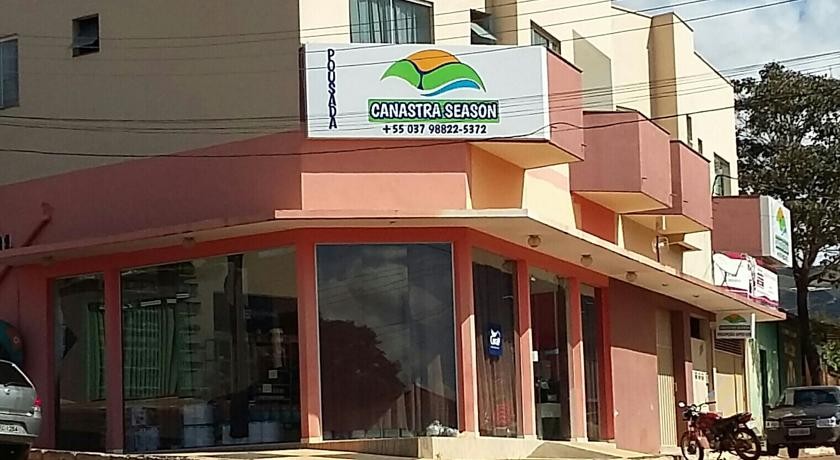 POUSADA
CANASTRA SEASON
+55 037 98822-5372